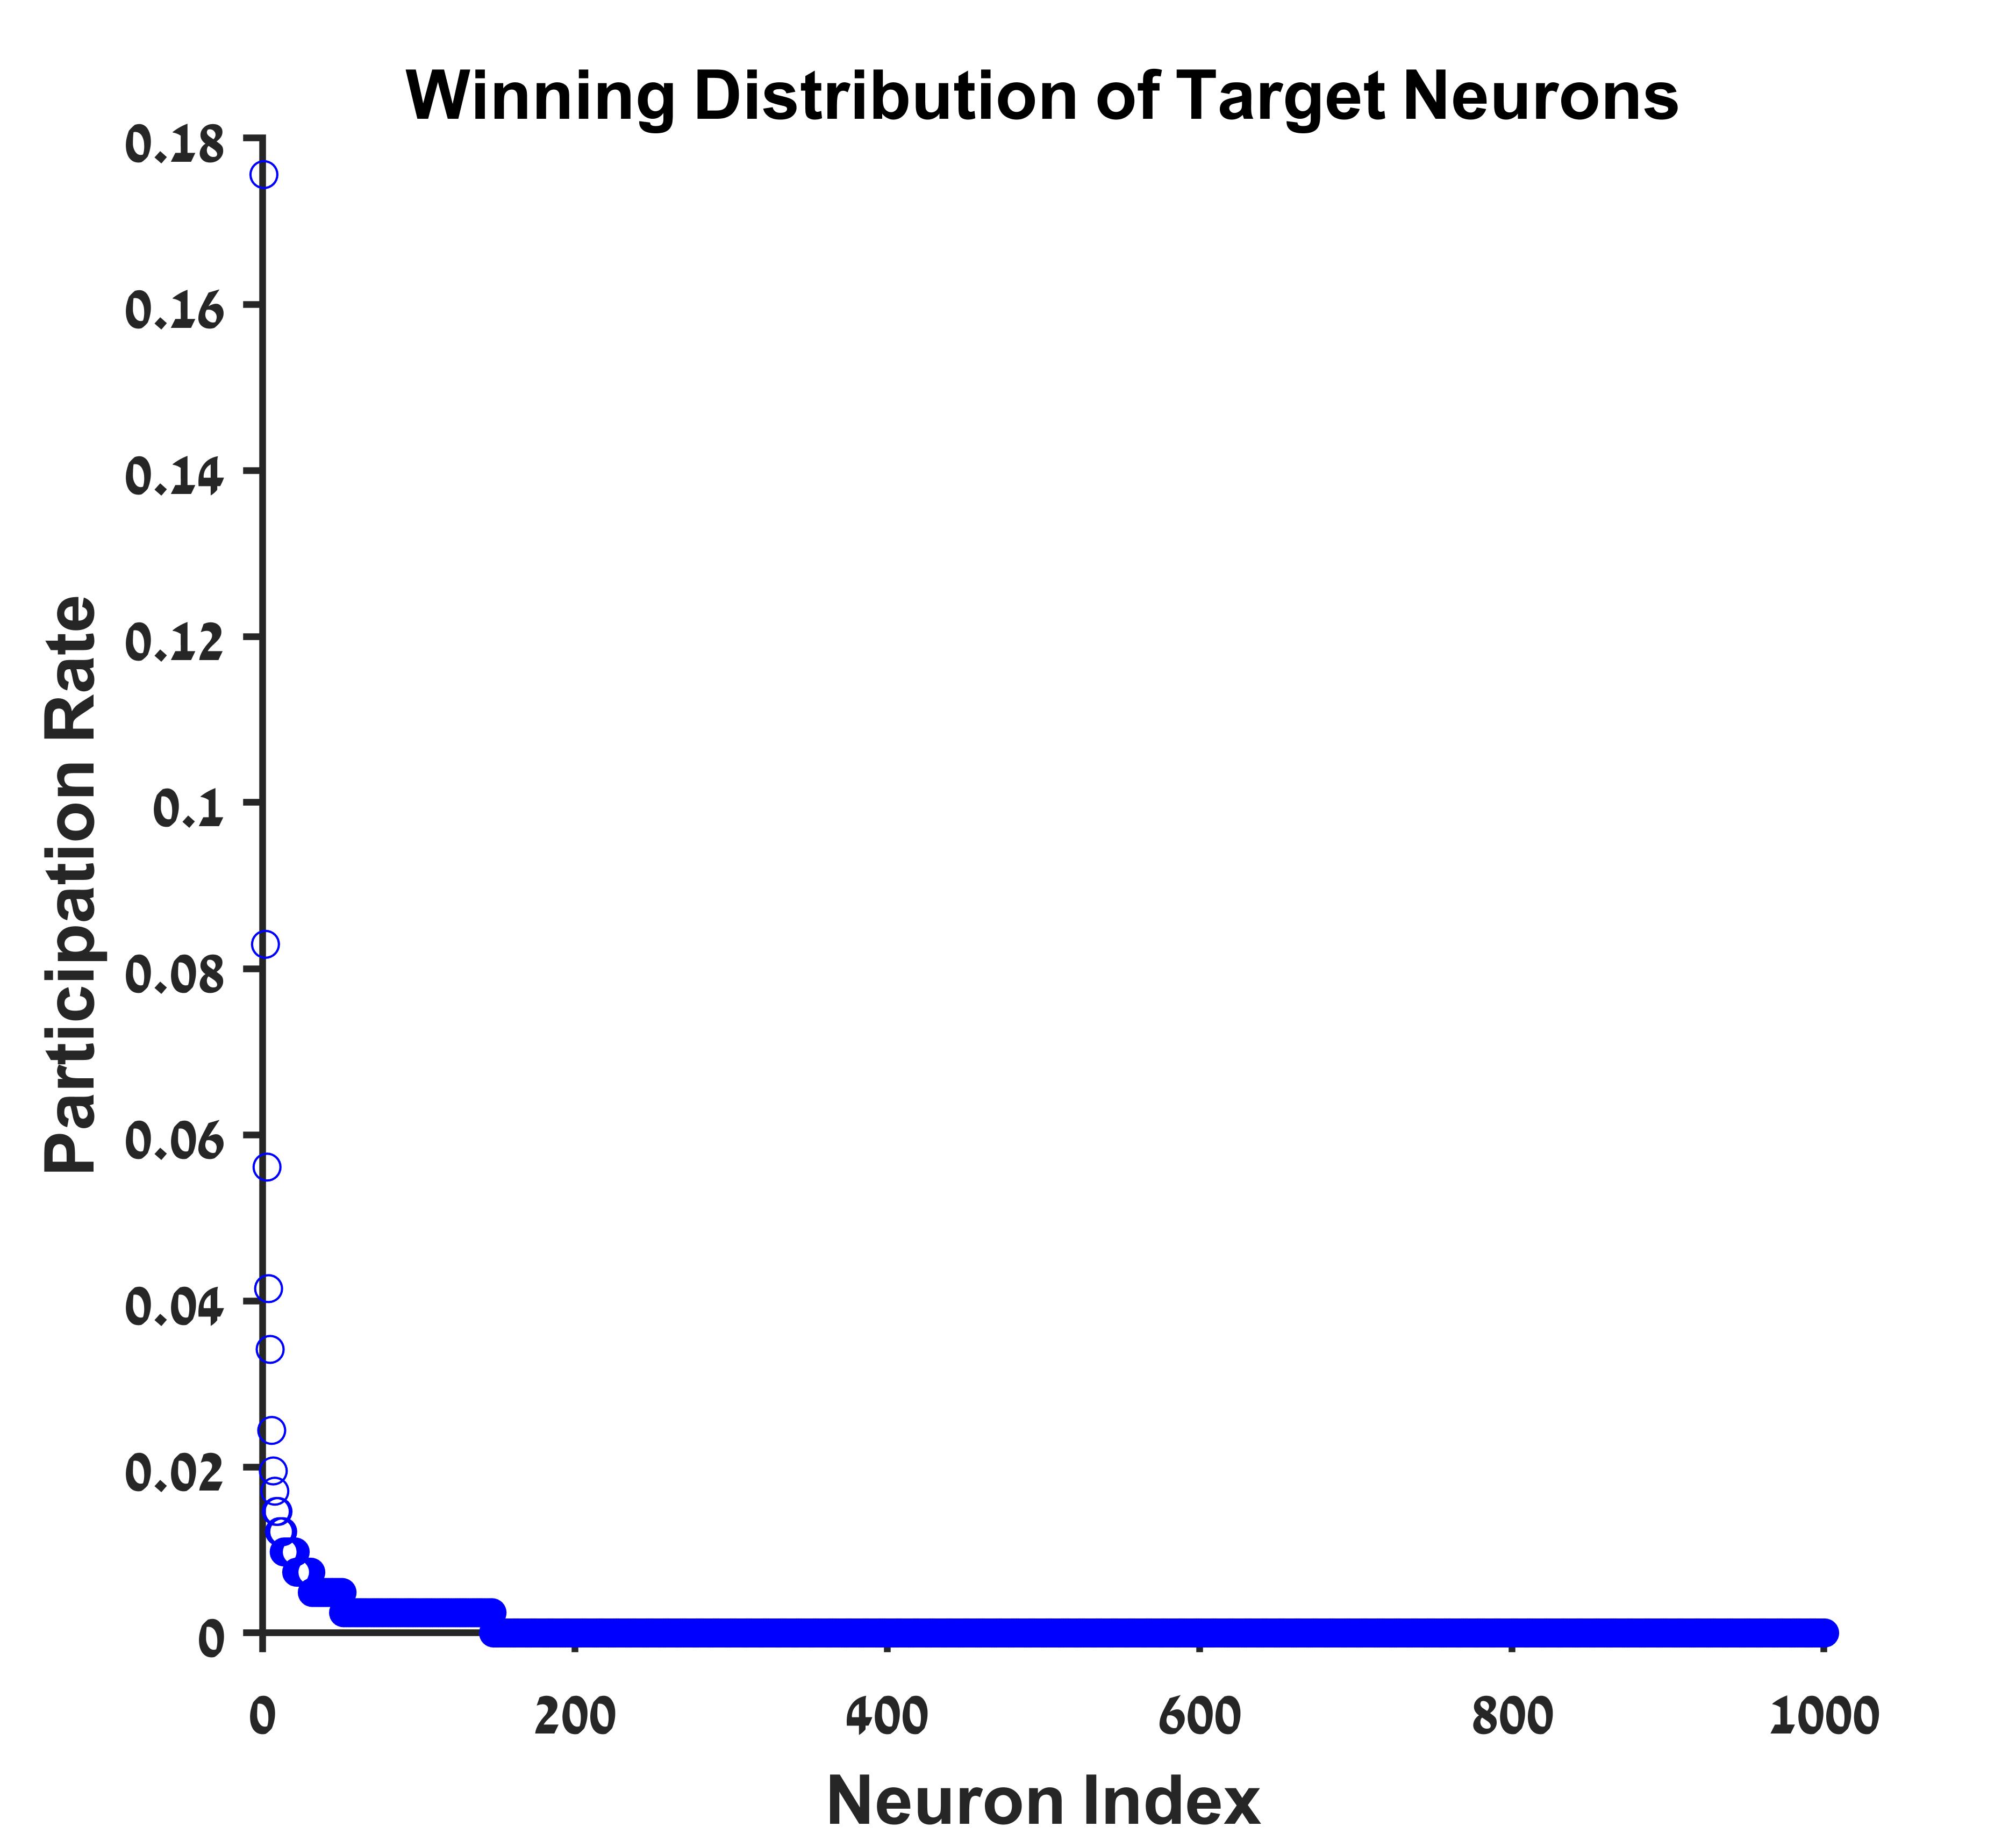 Winning Distribution of Target Neurons
0.18
0.16
0.14
0.12
0.1
0.08
0.06
0.04
0.02
0
Participation Rate
0 200 400 600 800 1000
Neuron Index